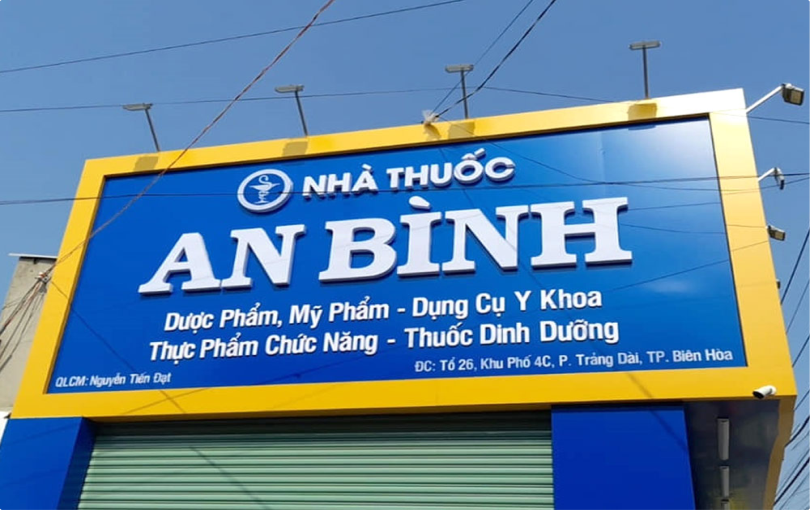 NHÀ THUỐC
AN BÌNH
Dược Phẩm, Mỹ Phẩm - Dụng Cụ Y Khoa
Thực Phẩm Chức Năng - Thuốc Dinh Dưỡng
ĐC: Tổ 26, Khu Phố 4C, P. Trảng Dài, TP. Biên Hòa
QLCM: Nguyễn Tiến Đạt